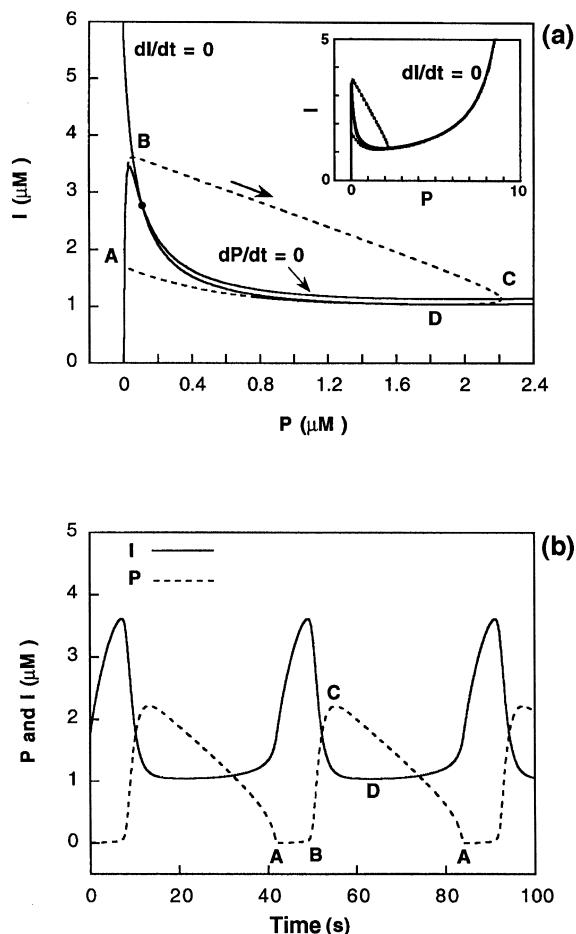 (a)
6
5
4
3
2
1
0
I (μM)
dI/dt = 0
B
A
dP/dt = 0
C
D
5
1
I
dI/dt = 0
0
10
P
0 0.4 0.8 1.2 1.6 2 2.4
P (μM)
(b)
5
4
3
2
1
0
P and I (μM)
I
P
C
D
A B A
0 20 40 60 80 100
Time (s)